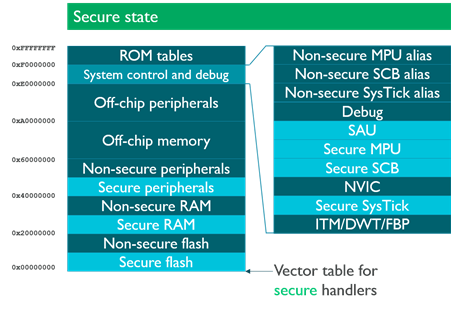 Secure state
0xFFFFFFFF
ROM tables
0xF0000000
System control and debug
0xE0000000
Off-chip peripherals
0xA0000000
Off-chip memory
0x60000000
Non-secure peripherals
Secure peripherals
0x40000000
Non-secure RAM
Secure RAM
0x20000000
Non-secure flash
Secure flash
0x00000000
Non-secure MPU alias
Non-secure SCB alias
Non-secure SysTick alias
Debug
SAU
Secure MPU
Secure SCB
NVIC
Secure SysTick
ITM/DWT/FBP
Vector table for
secure handlers